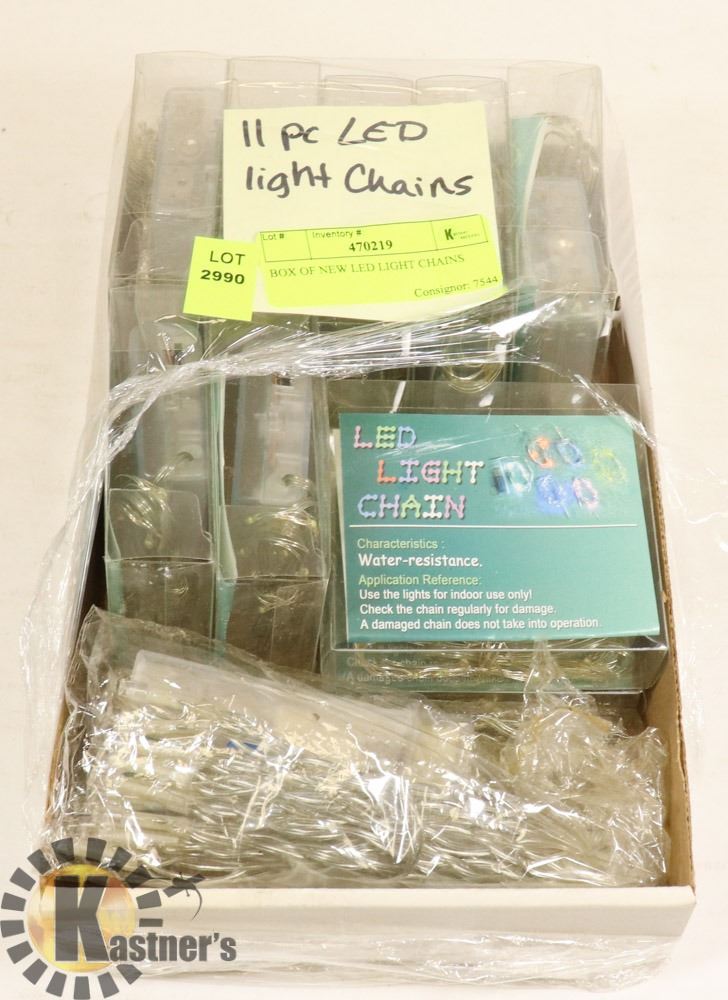 11 pc LED
light Chains
Lot # Inventory #
470219
BOX OF NEW LED LIGHT CHAINS
Consignor: 7544
LOT
2990
LED
LIGHT
CHAIN
Characteristics :
Water-resistance.
Application Reference:
Use the lights for indoor use only!
Check the chain regularly for damage.
A damaged chain does not take into operation.
Kastner's